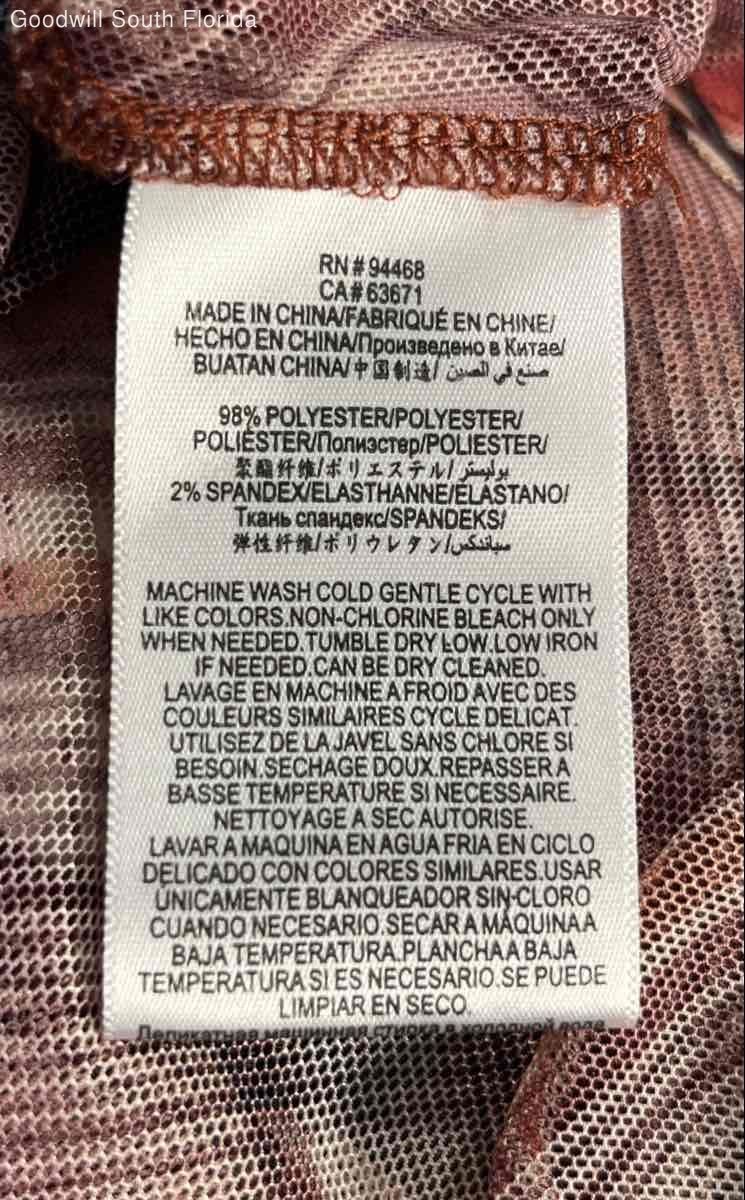 Goodwill South Florida
RN# 94468
CA# 63671
MADE IN CHINA/FABRIQUÉ EN CHINE/
HECHO EN CHINA/Произведено в Китае/
BUATAN CHINA/中国制造/ صنع في الصين
98% POLYESTER/POLYESTER/
POLIÉSTER/Полиэстер/POLIESTER/
聚酯纤维/ポリエステル/ بوليستر
2% SPANDEX/ELASTHANNE/ELASTANO/
Ткань спандекс/SPANDEKS/
弹性纤维/ポリウレタン/سباندكس
MACHINE WASH COLD GENTLE CYCLE WITH
LIKE COLORS.NON-CHLORINE BLEACH ONLY
WHEN NEEDED.TUMBLE DRY LOW.LOW IRON
IF NEEDED.CAN BE DRY CLEANED.
LAVAGE EN MACHINE A FROID AVEC DES
COULEURS SIMILAIRES CYCLE DELICAT.
UTILISEZ DE LA JAVEL SANS CHLORE SI
BESOIN.SECHAGE DOUX.REPASSER A
BASSE TEMPERATURE SI NECESSAIRE.
NETTOYAGE A SEC AUTORISE.
LAVAR A MAQUINA EN AGUA FRIA EN CICLO
DELICADO CON COLORES SIMILARES.USAR
ÚNICAMENTE BLANQUEADOR SIN CLORO
CUANDO NECESARIO.SECAR A MÁQUINA A
BAJA TEMPERATURA.PLANCHA A BAJA
TEMPERATURA SI ES NECESARIO.SE PUEDE
LIMPIAR EN SECO.
Деликатная машинная стирка в холодной воде